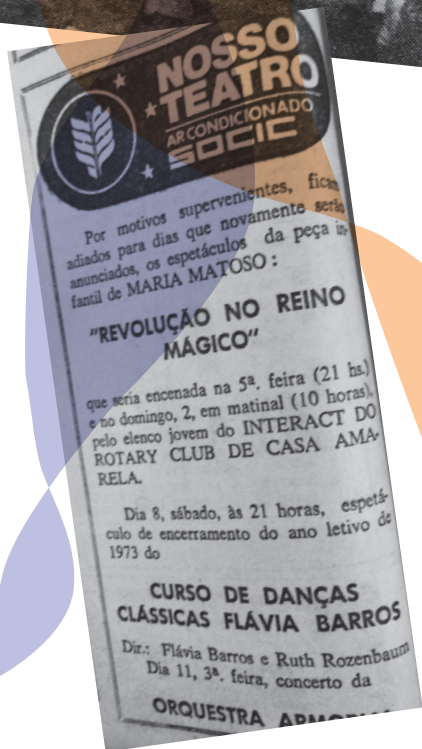 NOSSO
TEATRO
AR CONDICIONADO
SOCIC
Por motivos supervenientes, ficam
adiados para dias que novamente serão
anunciados, os espetáculos da peça in-
fantil de MARIA MATOSO :
"REVOLUÇÃO NO REINO
MÁGICO"
que seria encenada na 5ª. feira (21 hs.)
e no domingo, 2, em matinal (10 horas),
pelo elenco jovem do INTERACT DO
ROTARY CLUB DE CASA AMA-
RELA.
Dia 8, sábado, às 21 horas, espetá-
culo de encerramento do ano letivo de
1973 do
CURSO DE DANÇAS
CLÁSSICAS FLÁVIA BARROS
Dir.: Flávia Barros e Ruth Rozenbaum
Dia 11, 3ª. feira, concerto da
ORQUESTRA